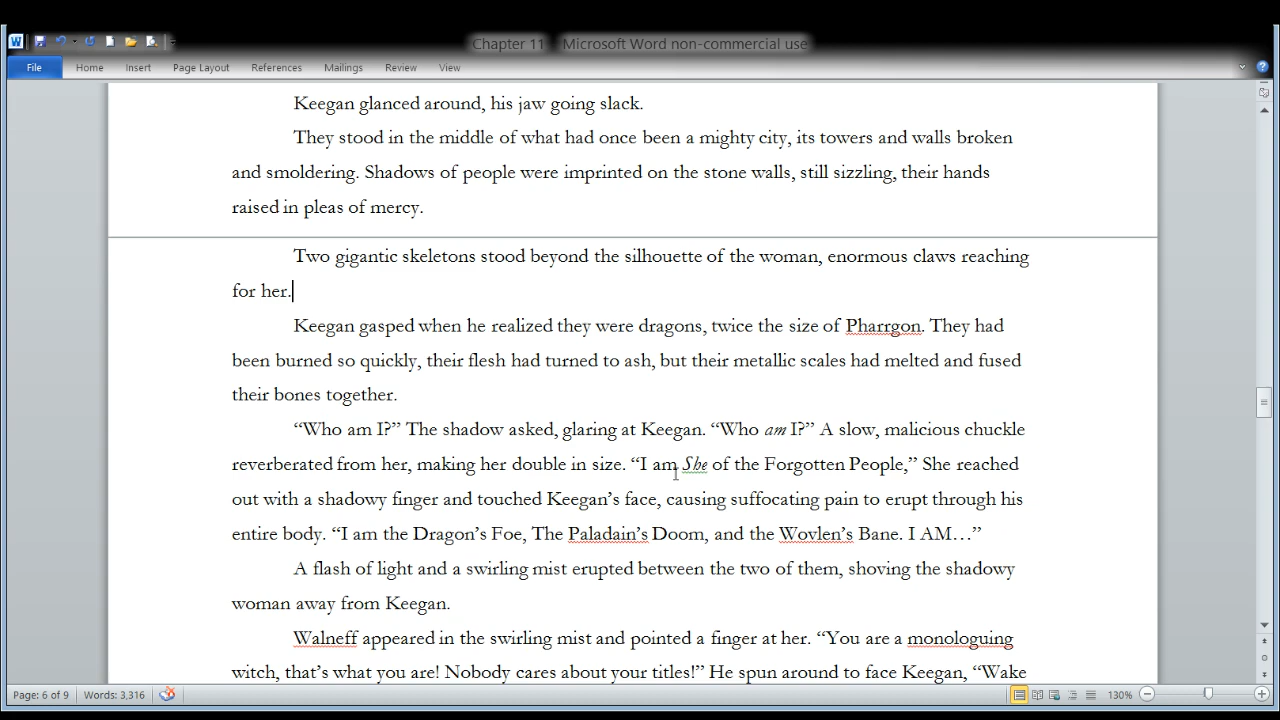 Chapter 11 Microsoft Word non-commercial use
File Home Insert Page Layout References Mailings Review View
Keegan glanced around, his jaw going slack.
They stood in the middle of what had once been a mighty city, its towers and walls broken
and smoldering. Shadows of people were imprinted on the stone walls, still sizzling, their hands
raised in pleas of mercy.
Two gigantic skeletons stood beyond the silhouette of the woman, enormous claws reaching
for her.
Keegan gasped when he realized they were dragons, twice the size of Pharrgon. They had
been burned so quickly, their flesh had turned to ash, but their metallic scales had melted and fused
their bones together.
“Who am I?” The shadow asked, glaring at Keegan. “Who am I?” A slow, malicious chuckle
reverberated from her, making her double in size. “I am She of the Forgotten People,” She reached
out with a shadowy finger and touched Keegan’s face, causing suffocating pain to erupt through his
entire body. “I am the Dragon’s Foe, The Paladain’s Doom, and the Wovlen’s Bane. I AM…”
A flash of light and a swirling mist erupted between the two of them, shoving the shadowy
woman away from Keegan.
Walneff appeared in the swirling mist and pointed a finger at her. “You are a monologuing
witch, that’s what you are! Nobody cares about your titles!” He spun around to face Keegan, “Wake
Page: 6 of 9 Words: 3,316 130%